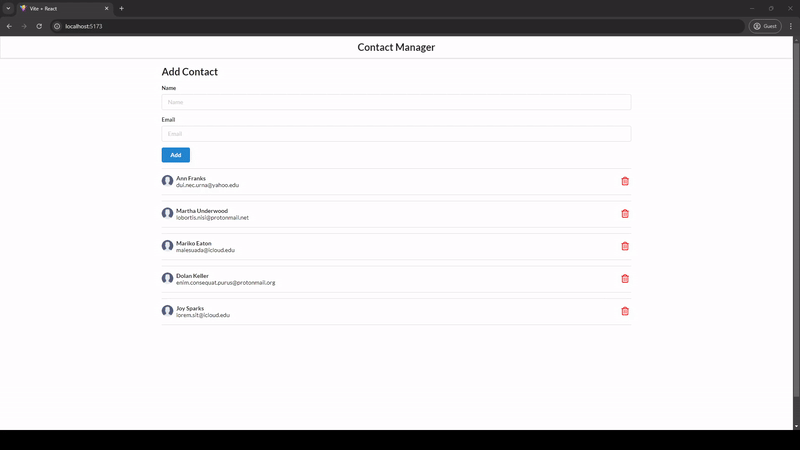 Vite + React
localhost:5173
Guest
Contact Manager
Add Contact
Name
Name
Email
Email
Add
Ann Franks
dui.nec.urna@yahoo.edu
Martha Underwood
lobortis.nisi@protonmail.net
Mariko Eaton
malesuada@icloud.edu
Dolan Keller
enim.consequat.purus@protonmail.org
Joy Sparks
lorem.sit@icloud.edu